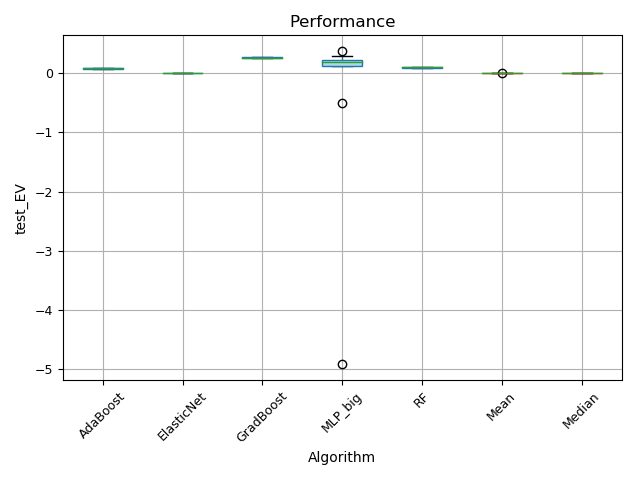 Performance
test_EV
0
−1
−2
−3
−4
−5
AdaBoost
ElasticNet
GradBoost
MLP_big
RF
Mean
Median
Algorithm